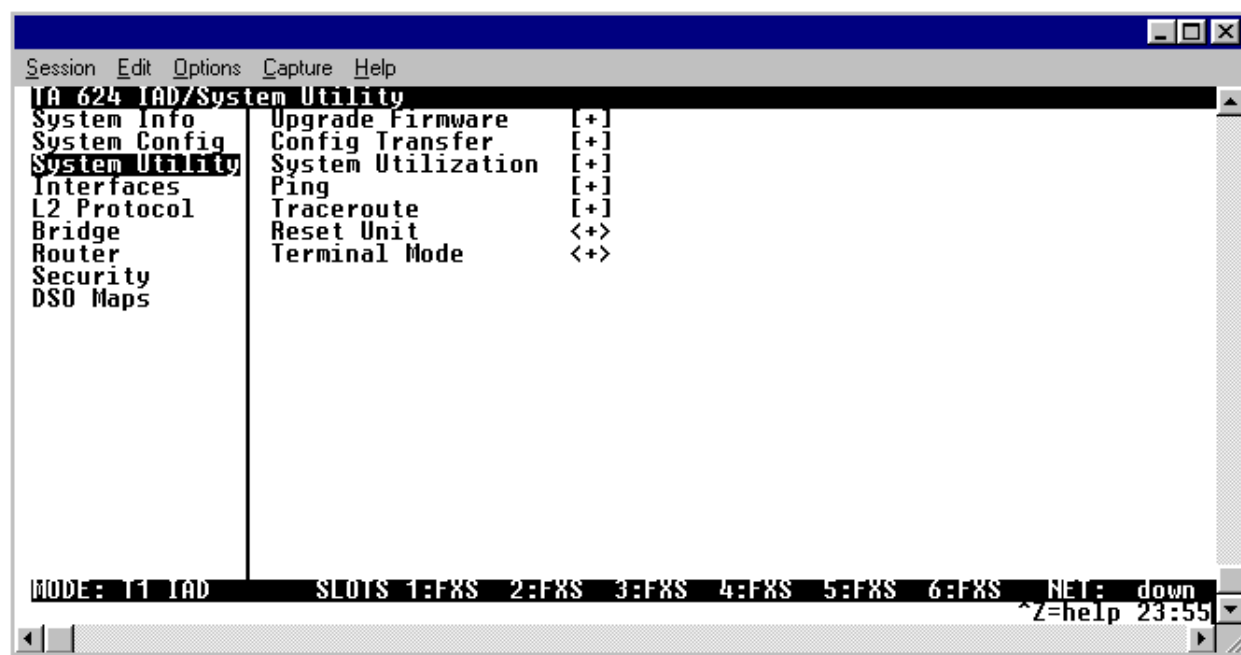 Session Edit Options Capture Help
TA 624 IAD/System Utility
System Info Upgrade Firmware [+]
System Config Config Transfer [+]
System Utility System Utilization [+]
Interfaces Ping [+]
L2 Protocol Traceroute [+]
Bridge Reset Unit <+>
Router Terminal Mode <+>
Security
DS0 Maps
MODE: T1 IAD SLOTS 1:FXS 2:FXS 3:FXS 4:FXS 5:FXS 6:FXS NET: down
^Z=help 23:55